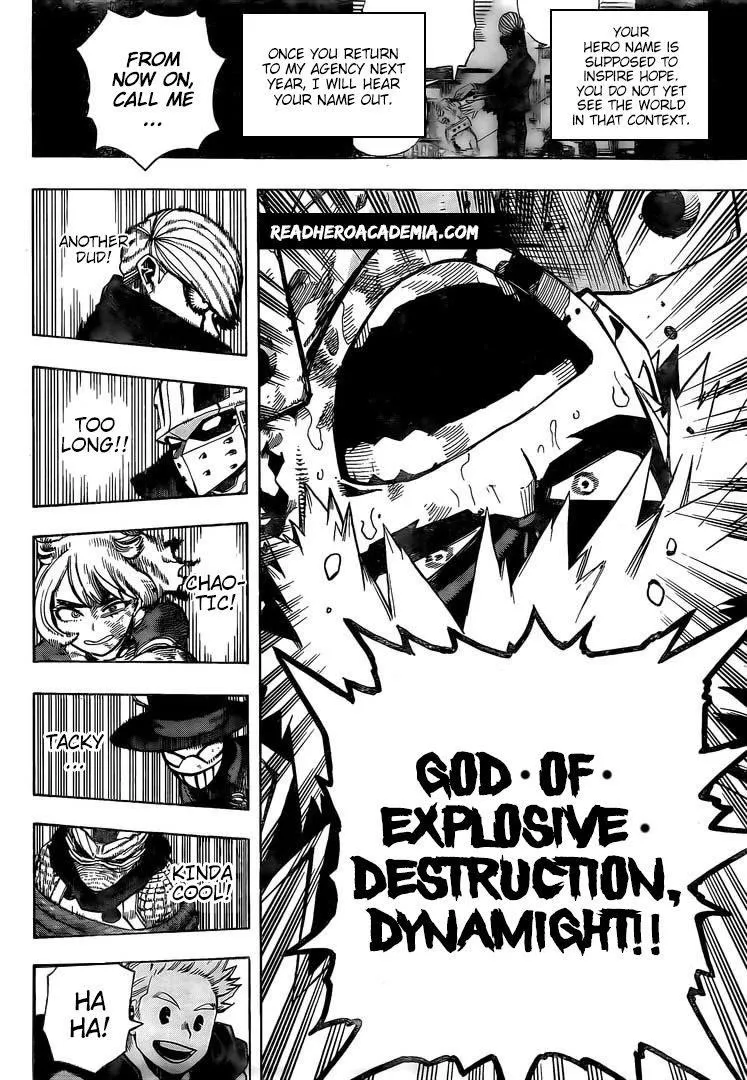 YOUR
HERO NAME IS
SUPPOSED TO
INSPIRE HOPE.
YOU DO NOT YET
SEE THE WORLD
IN THAT CONTEXT.
ONCE YOU RETURN
TO MY AGENCY NEXT
YEAR, I WILL HEAR
YOUR NAME OUT.
FROM
NOW ON,
CALL ME
...
READHEROACADEMIA.COM
GOD · OF ·
EXPLOSIVE ·
DESTRUCTION,
DYNAMIGHT!!
ANOTHER
DUD!
TOO
LONG!!
CHAO-
TIC!
TACKY
...
KINDA
COOL!
HA
HA!